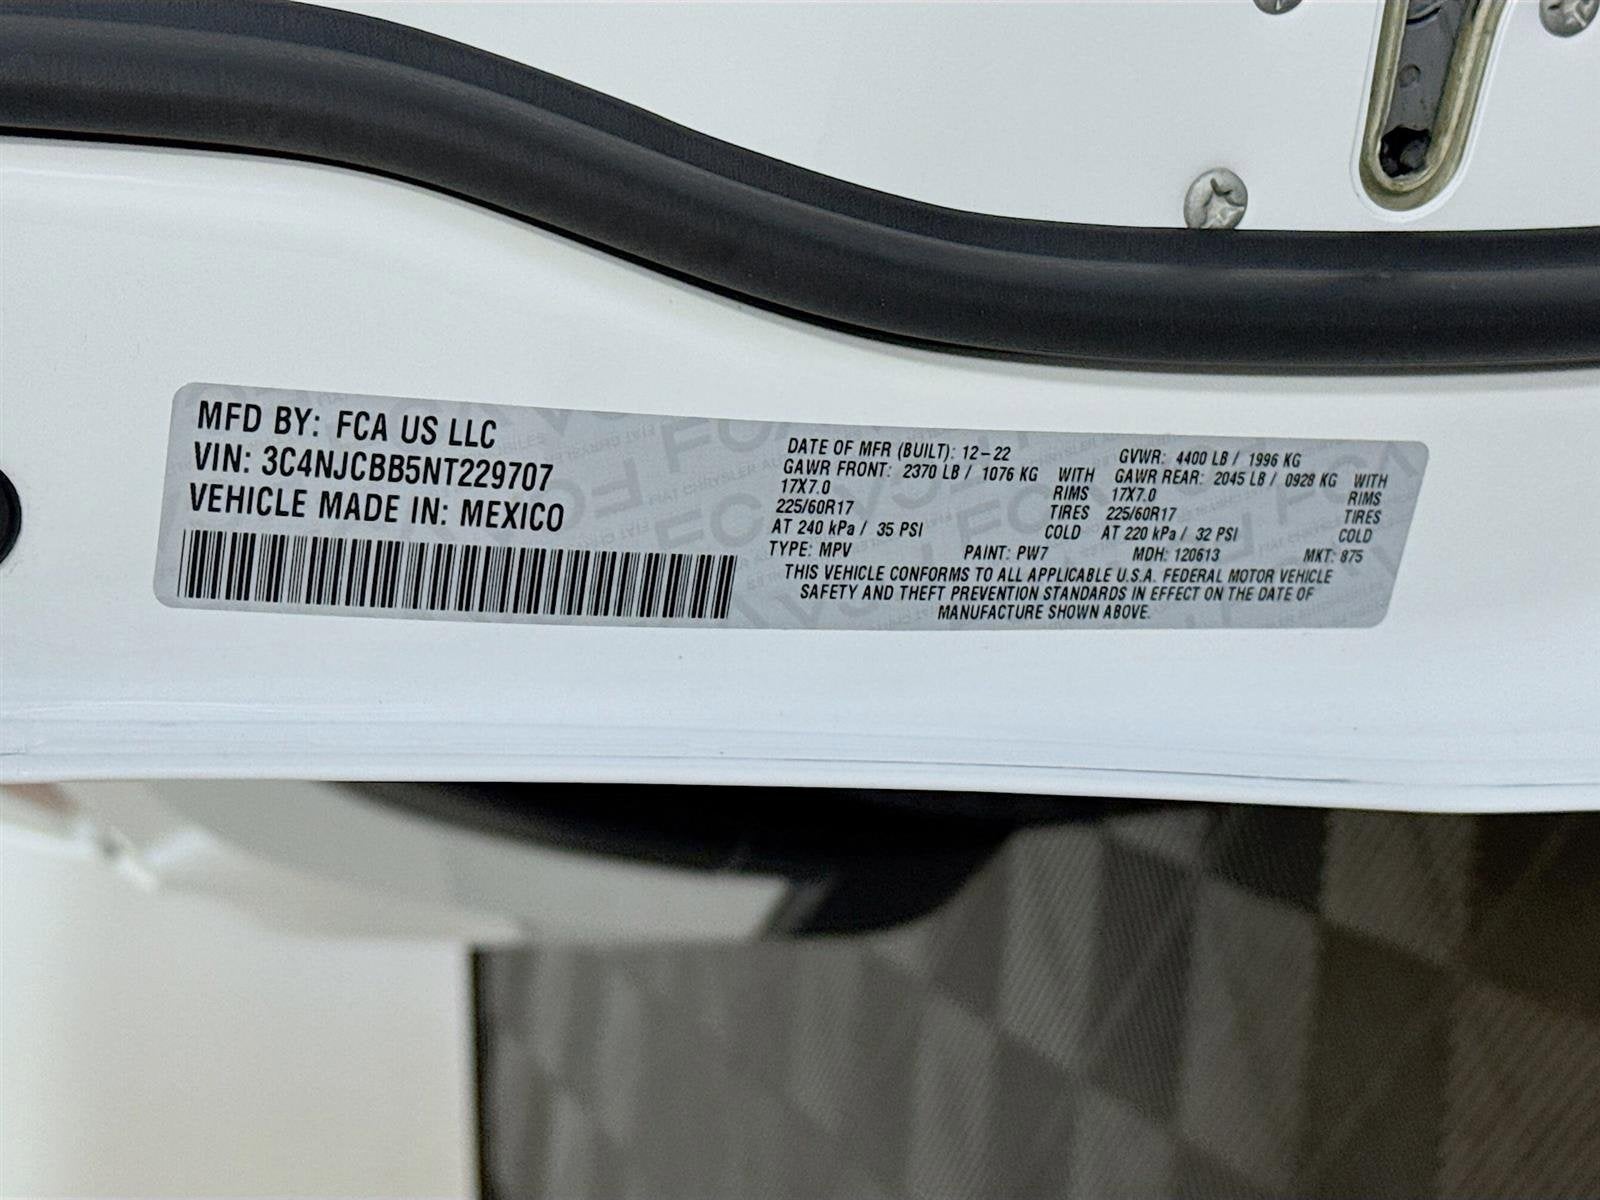 MFD BY: FCA US LLC
VIN: 3C4NJCBB5NT229707
VEHICLE MADE IN: MEXICO
DATE OF MFR (BUILT): 12-22 GVWR: 4400 LB / 1996 KG
GAWR FRONT: 2370 LB / 1076 KG WITH GAWR REAR: 2045 LB / 0928 KG WITH
17X7.0 RIMS 17X7.0 RIMS
225/60R17 TIRES 225/60R17 TIRES
AT 240 kPa / 35 PSI COLD AT 220 kPa / 32 PSI COLD
TYPE: MPV PAINT: PW7 MDH: 120613 MKT: 875
THIS VEHICLE CONFORMS TO ALL APPLICABLE U.S.A. FEDERAL MOTOR VEHICLE
SAFETY AND THEFT PREVENTION STANDARDS IN EFFECT ON THE DATE OF
MANUFACTURE SHOWN ABOVE.